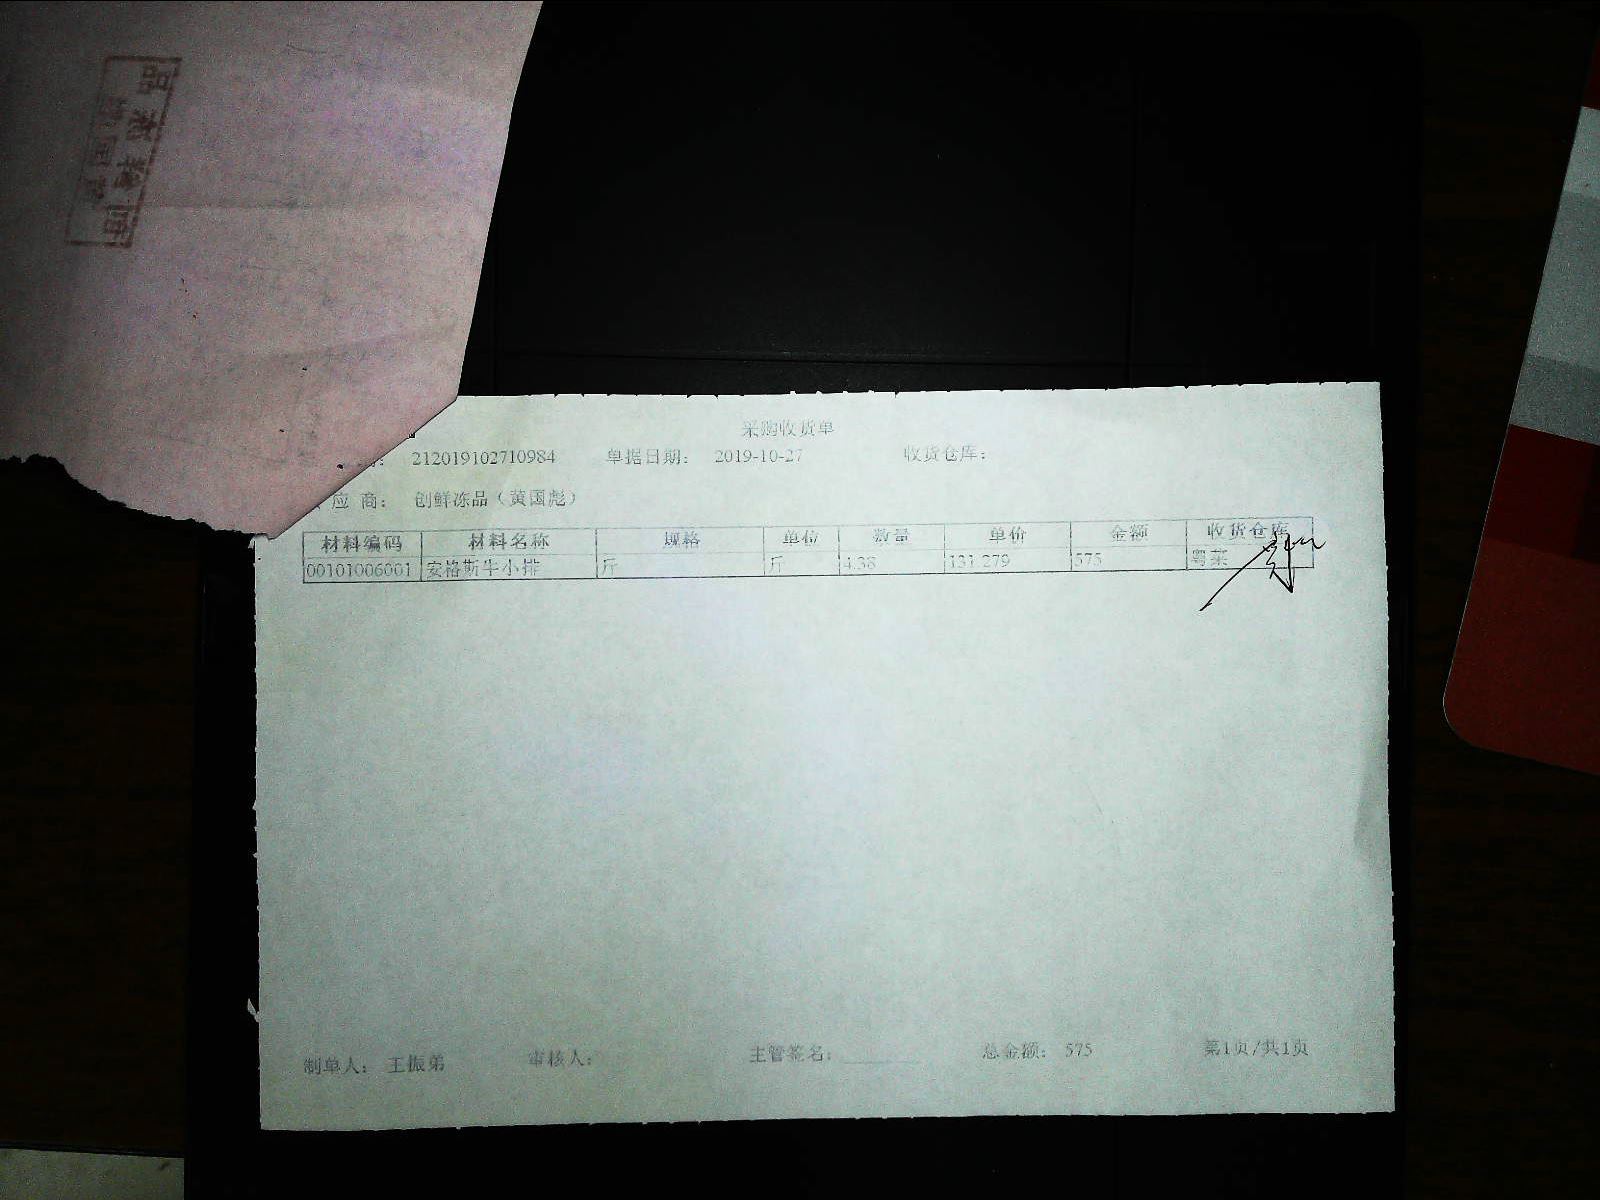 采购收货单
212019102710984 单据日期: 2019-10-27 收货仓库:
应 商: 创鲜冻品（黄国彪）
材料编码 材料名称 规格 单位 数量 单价 金额 收货仓库
00101006001 安格斯牛小排 斤 斤 4.38 131.279 575 粤菜
制单人: 王振弟 审核人: 主管签名: 总金额: 575 第1页/共1页